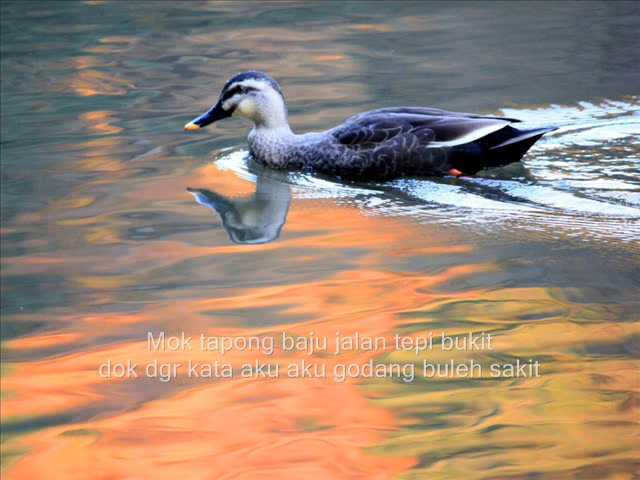 Mok tapong baju jalan tepi bukit
dok dgr kata aku aku godang buleh sakit